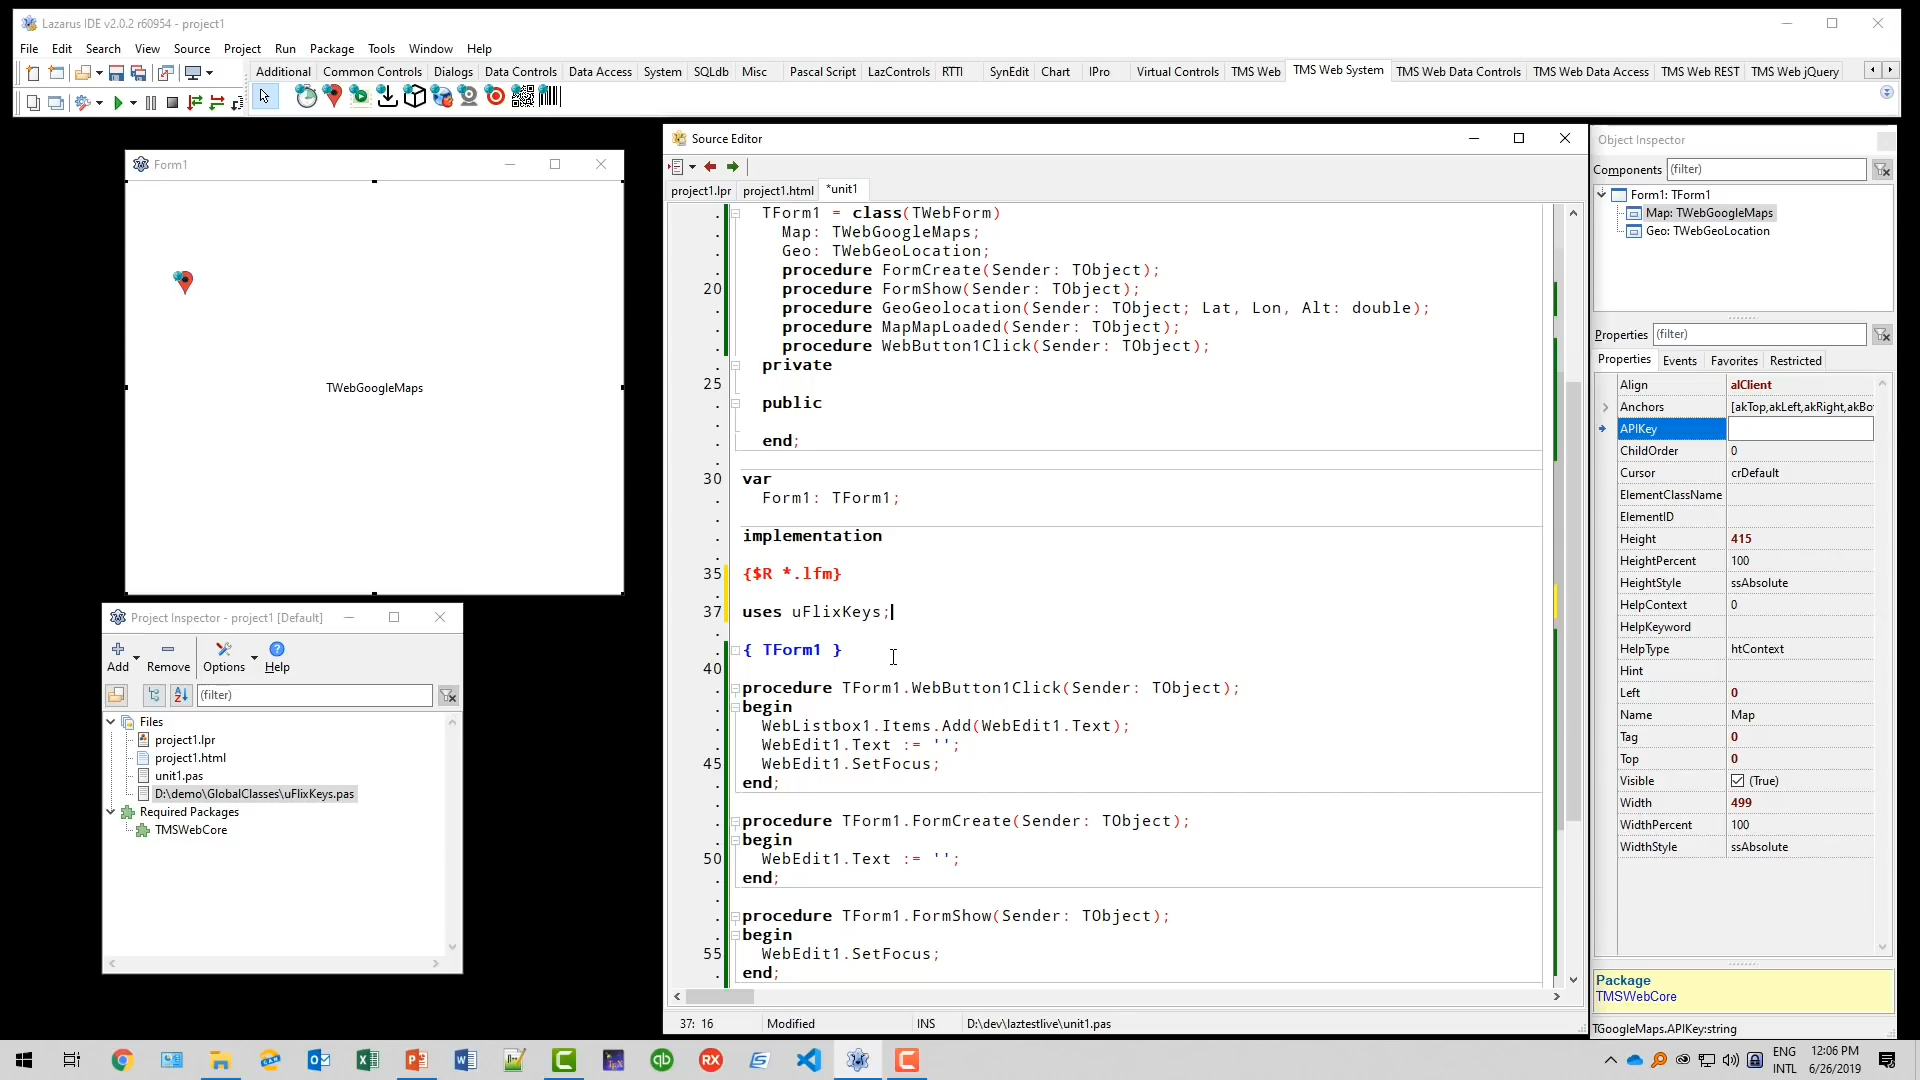 Lazarus IDE v2.0.2 r60954 - project1
File Edit Search View Source Project Run Package Tools Window Help
Additional Common Controls Dialogs Data Controls Data Access System SQLdb Misc Pascal Script LazControls RTTI SynEdit Chart IPro Virtual Controls TMS Web TMS Web System TMS Web Data Controls TMS Web Data Access TMS Web REST TMS Web jQuery
Form1
TWebGoogleMaps
Project Inspector - project1 [Default]
Add Remove Options Help
(filter)
Files
project1.lpr
project1.html
unit1.pas
D:\demo\GlobalClasses\uFlixKeys.pas
Required Packages
TMSWebCore
Source Editor
project1.lpr project1.html *unit1
TForm1 = class(TWebForm)
Map: TWebGoogleMaps;
Geo: TWebGeoLocation;
procedure FormCreate(Sender: TObject);
20 procedure FormShow(Sender: TObject);
procedure GeoGeolocation(Sender: TObject; Lat, Lon, Alt: double);
procedure MapMapLoaded(Sender: TObject);
procedure WebButton1Click(Sender: TObject);
private
25
public
end;
30 var
Form1: TForm1;
implementation
35 {$R *.lfm}
37 uses uFlixKeys;
{ TForm1 }
40
procedure TForm1.WebButton1Click(Sender: TObject);
begin
WebListbox1.Items.Add(WebEdit1.Text);
WebEdit1.Text := '';
45 WebEdit1.SetFocus;
end;
procedure TForm1.FormCreate(Sender: TObject);
begin
50 WebEdit1.Text := '';
end;
procedure TForm1.FormShow(Sender: TObject);
begin
55 WebEdit1.SetFocus;
end;
37: 16 Modified INS D:\dev\laztestlive\unit1.pas
Object Inspector
Components (filter)
Form1: TForm1
Map: TWebGoogleMaps
Geo: TWebGeoLocation
Properties (filter)
Properties Events Favorites Restricted
Align alClient
Anchors [akTop,akLeft,akRight,akBo
APIKey
ChildOrder 0
Cursor crDefault
ElementClassName
ElementID
Height 415
HeightPercent 100
HeightStyle ssAbsolute
HelpContext 0
HelpKeyword
HelpType htContext
Hint
Left 0
Name Map
Tag 0
Top 0
Visible (True)
Width 499
WidthPercent 100
WidthStyle ssAbsolute
Package
TMSWebCore
TGoogleMaps.APIKey:string
ENG
INTL
12:06 PM
6/26/2019